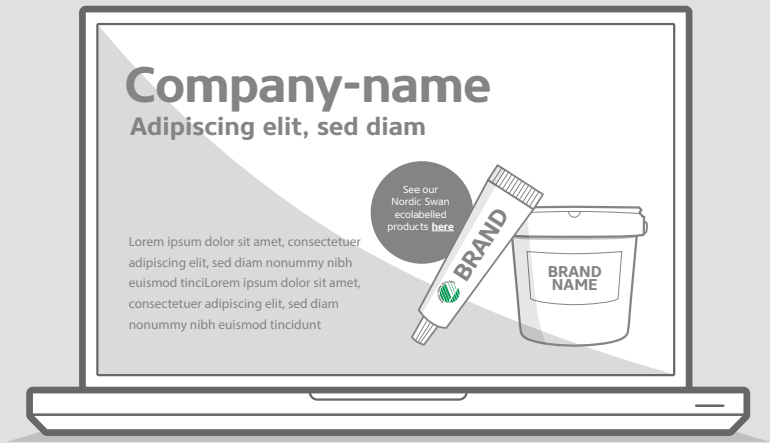 Company-name
Adipiscing elit, sed diam
See our
Nordic Swan
ecolabelled
products here
BRAND
BRAND
NAME
Lorem ipsum dolor sit amet, consectetuer
adipiscing elit, sed diam nonummy nibh
euismod tinciLorem ipsum dolor sit amet,
consectetuer adipiscing elit, sed diam
nonummy nibh euismod tincidunt